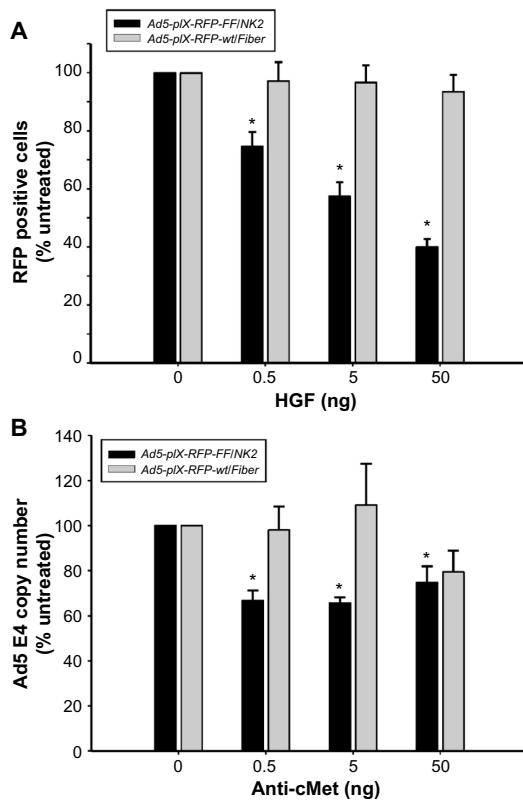 A
Ad5-pIX-RFP-FF/NK2
Ad5-pIX-RFP-wt/Fiber
RFP positive cells
(% untreated)
100
80
60
40
20
0
*
*
*
0
0.5
5
50
HGF (ng)
B
Ad5-pIX-RFP-FF/NK2
Ad5-pIX-RFP-wt/Fiber
Ad5 E4 copy number
(% untreated)
140
120
100
80
60
40
20
0
*
*
*
0
0.5
5
50
Anti-cMet (ng)